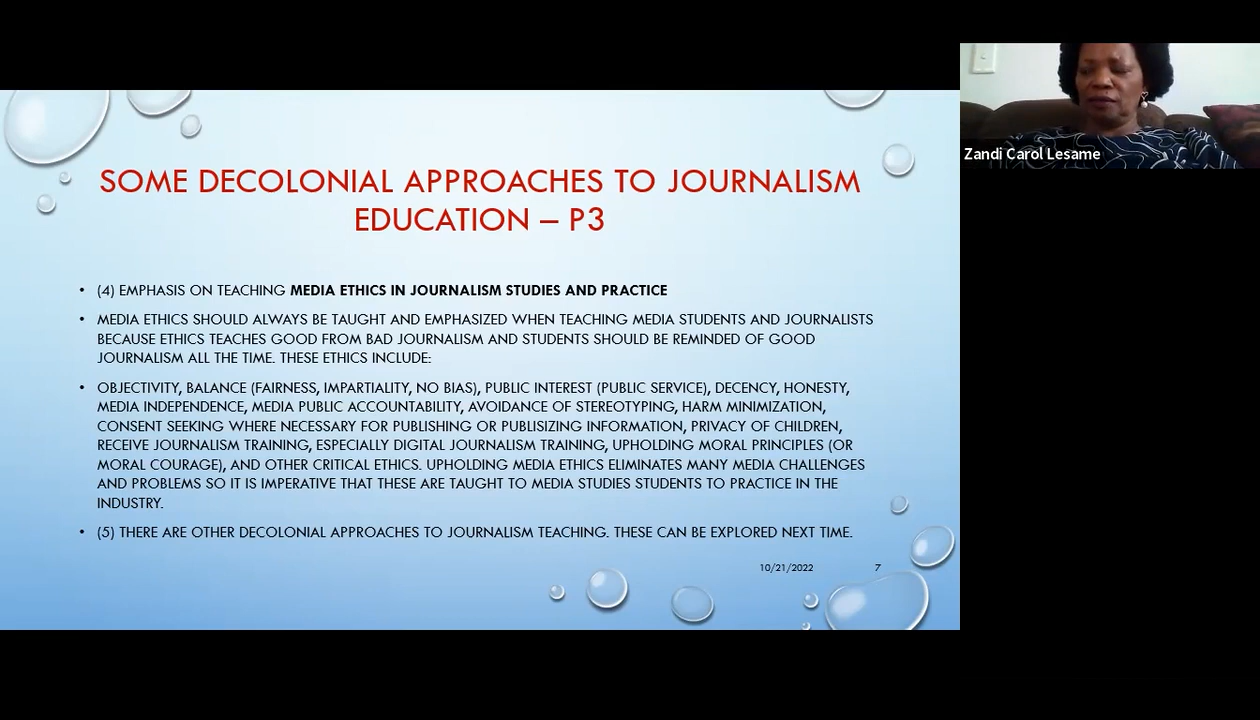 SOME DECOLONIAL APPROACHES TO JOURNALISM
EDUCATION – P3
• (4) EMPHASIS ON TEACHING MEDIA ETHICS IN JOURNALISM STUDIES AND PRACTICE
• MEDIA ETHICS SHOULD ALWAYS BE TAUGHT AND EMPHASIZED WHEN TEACHING MEDIA STUDENTS AND JOURNALISTS
BECAUSE ETHICS TEACHES GOOD FROM BAD JOURNALISM AND STUDENTS SHOULD BE REMINDED OF GOOD
JOURNALISM ALL THE TIME. THESE ETHICS INCLUDE:
• OBJECTIVITY, BALANCE (FAIRNESS, IMPARTIALITY, NO BIAS), PUBLIC INTEREST (PUBLIC SERVICE), DECENCY, HONESTY,
MEDIA INDEPENDENCE, MEDIA PUBLIC ACCOUNTABILITY, AVOIDANCE OF STEREOTYPING, HARM MINIMIZATION,
CONSENT SEEKING WHERE NECESSARY FOR PUBLISHING OR PUBLISIZING INFORMATION, PRIVACY OF CHILDREN,
RECEIVE JOURNALISM TRAINING, ESPECIALLY DIGITAL JOURNALISM TRAINING, UPHOLDING MORAL PRINCIPLES (OR
MORAL COURAGE), AND OTHER CRITICAL ETHICS. UPHOLDING MEDIA ETHICS ELIMINATES MANY MEDIA CHALLENGES
AND PROBLEMS SO IT IS IMPERATIVE THAT THESE ARE TAUGHT TO MEDIA STUDIES STUDENTS TO PRACTICE IN THE
INDUSTRY.
• (5) THERE ARE OTHER DECOLONIAL APPROACHES TO JOURNALISM TEACHING. THESE CAN BE EXPLORED NEXT TIME.
10/21/2022 7
Zandi Carol Lesame